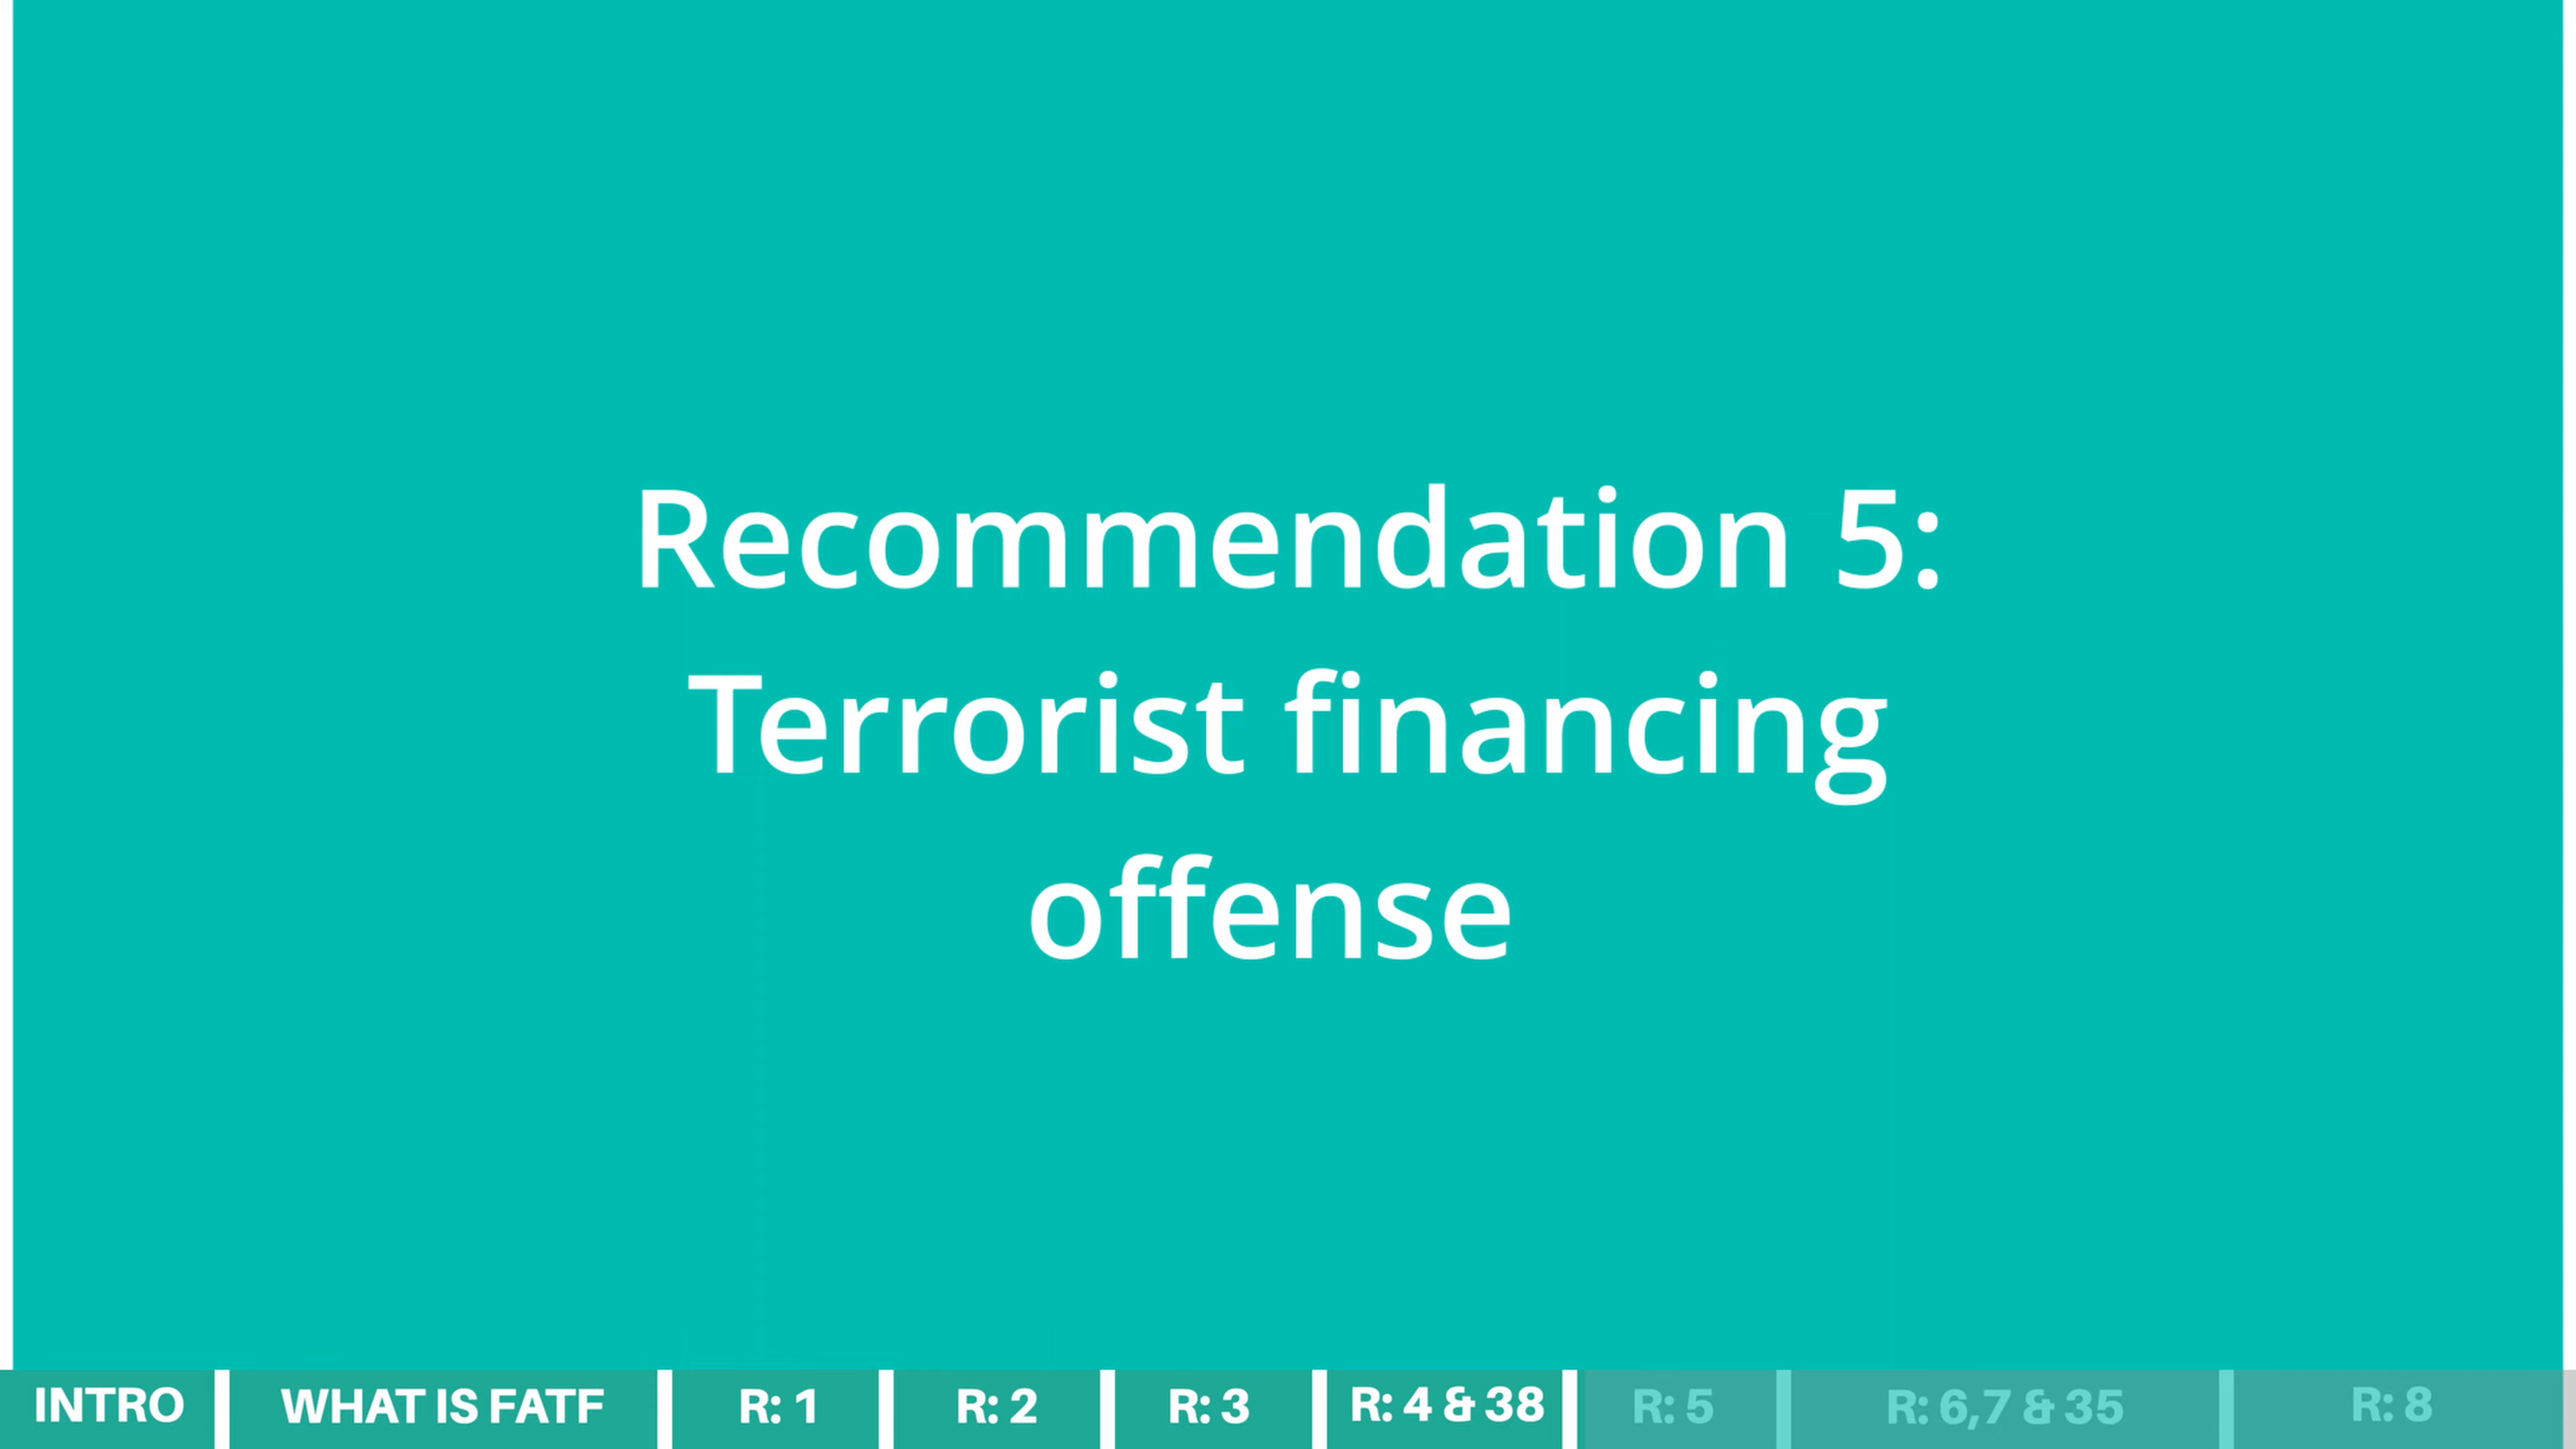 Recommendation 5:
Terrorist financing
offense
INTRO
WHAT IS FATF
R: 1
R: 2
R: 3
R: 4 & 38
R: 5
R: 6,7 & 35
R: 8